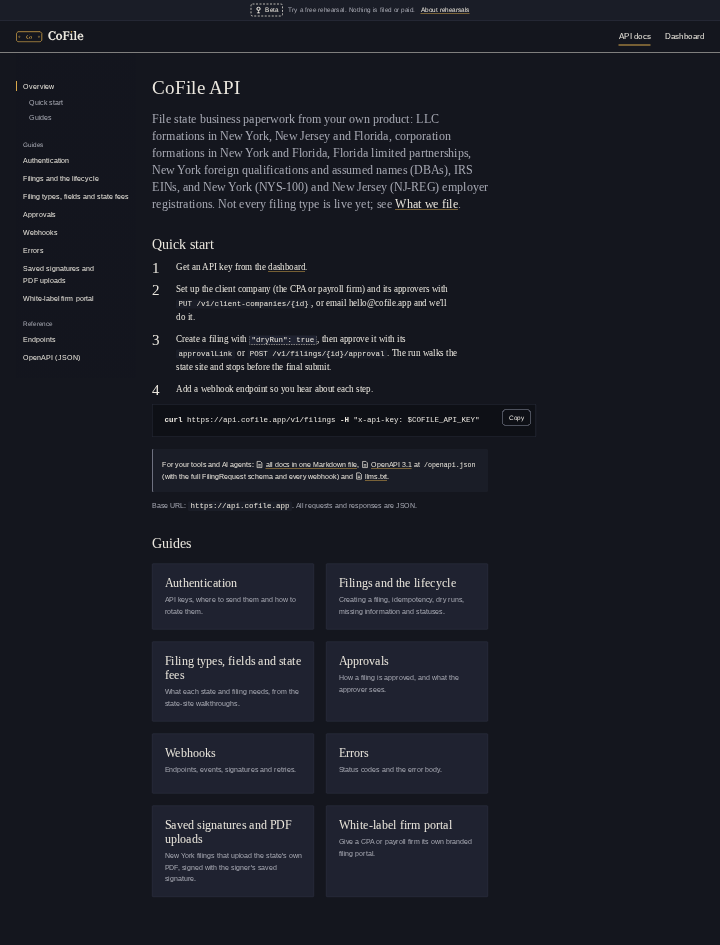 Beta Try a free rehearsal. Nothing is filed or paid. About rehearsals
Co CoFile
API docs Dashboard
Overview
Quick start
Guides
Guides
Authentication
Filings and the lifecycle
Filing types, fields and state fees
Approvals
Webhooks
Errors
Saved signatures and
PDF uploads
White-label firm portal
Reference
Endpoints
OpenAPI (JSON)
CoFile API
File state business paperwork from your own product: LLC
formations in New York, New Jersey and Florida, corporation
formations in New York and Florida, Florida limited partnerships,
New York foreign qualifications and assumed names (DBAs), IRS
EINs, and New York (NYS-100) and New Jersey (NJ-REG) employer
registrations. Not every filing type is live yet; see What we file.
Quick start
1 Get an API key from the dashboard.
2 Set up the client company (the CPA or payroll firm) and its approvers with
PUT /v1/client-companies/{id}, or email hello@cofile.app and we'll
do it.
3 Create a filing with "dryRun": true, then approve it with its
approvalLink or POST /v1/filings/{id}/approval. The run walks the
state site and stops before the final submit.
4 Add a webhook endpoint so you hear about each step.
curl https://api.cofile.app/v1/filings -H "x-api-key: $COFILE_API_KEY"
Copy
For your tools and AI agents: all docs in one Markdown file, OpenAPI 3.1 at /openapi.json
(with the full FilingRequest schema and every webhook) and llms.txt.
Base URL: https://api.cofile.app. All requests and responses are JSON.
Guides
Authentication
API keys, where to send them and how to
rotate them.
Filings and the lifecycle
Creating a filing, idempotency, dry runs,
missing information and statuses.
Filing types, fields and state
fees
What each state and filing needs, from the
state-site walkthroughs.
Approvals
How a filing is approved, and what the
approver sees.
Webhooks
Endpoints, events, signatures and retries.
Errors
Status codes and the error body.
Saved signatures and PDF
uploads
New York filings that upload the state's own
PDF, signed with the signer's saved
signature.
White-label firm portal
Give a CPA or payroll firm its own branded
filing portal.